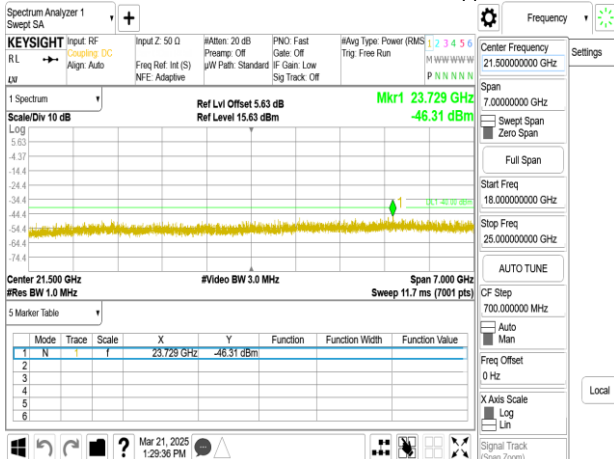 Spectrum Analyzer 1
Swept SA
Frequency
KEYSIGHT
Input: RF
Coupling: DC
Align: Auto
Input Z: 50 Ω
Freq Ref: Int (S)
NFE: Adaptive
#Atten: 20 dB
Preamp: Off
µW Path: Standard
PNO: Fast
Gate: Off
IF Gain: Low
Sig Track: Off
#Avg Type: Power (RMS
Trig: Free Run
1 2 3 4 5 6
M W W W W W
P N N N N N
RL
LXI
1 Spectrum
Scale/Div 10 dB
Ref Lvl Offset 5.63 dB
Ref Level 15.63 dBm
Mkr1 23.729 GHz
-46.31 dBm
Log
5.63
-4.37
-14.4
-24.4
-34.4
-44.4
-54.4
-64.4
-74.4
1
DL1 -40.00 dBm
Center 21.500 GHz
#Res BW 1.0 MHz
#Video BW 3.0 MHz
Span 7.000 GHz
Sweep 11.7 ms (7001 pts)
5 Marker Table
Mode Trace Scale X Y Function Function Width Function Value
1 N 1 f 23.729 GHz -46.31 dBm
2
3
4
5
6
Mar 21, 2025
1:29:36 PM
Center Frequency
21.500000000 GHz
Settings
Span
7.00000000 GHz
Swept Span
Zero Span
Full Span
Start Freq
18.000000000 GHz
Stop Freq
25.000000000 GHz
AUTO TUNE
CF Step
700.000000 MHz
Auto
Man
Freq Offset
0 Hz
X Axis Scale
Log
Lin
Local
Signal Track
(Span Zoom)